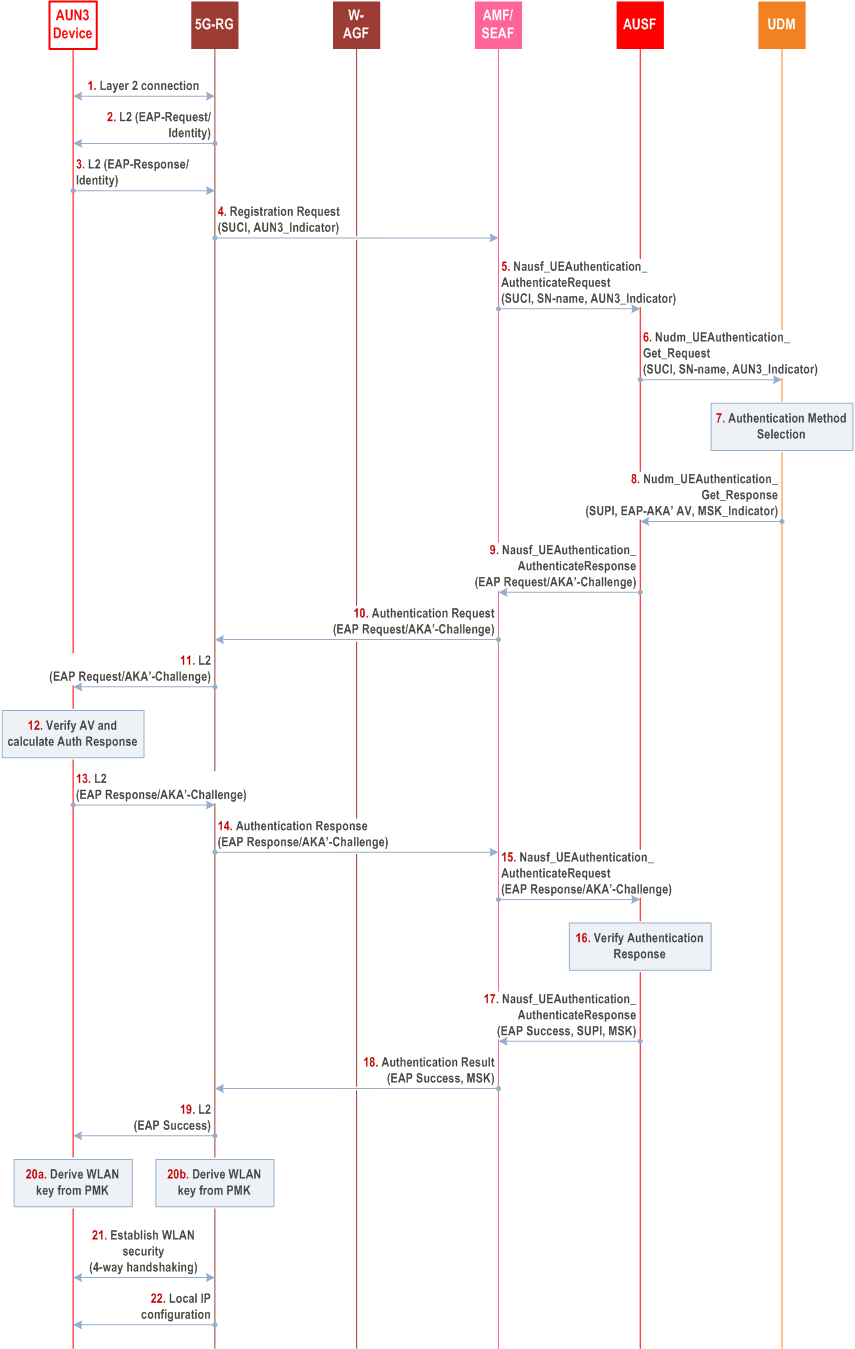 AUN3
Device
5G-RG
W-
AGF
AMF/
SEAF
AUSF
UDM
1. Layer 2 connection
2. L2 (EAP-Request/
Identity)
3. L2 (EAP-Response/
Identity)
4. Registration Request
(SUCI, AUN3_Indicator)
5. Nausf_UEAuthentication_
AuthenticateRequest
(SUCI, SN-name, AUN3_Indicator)
6. Nudm_UEAuthentication_
Get_Request
(SUCI, SN-name, AUN3_Indicator)
7. Authentication Method
Selection
8. Nudm_UEAuthentication_
Get_Response
(SUPI, EAP-AKA’ AV, MSK_Indicator)
9. Nausf_UEAuthentication_
AuthenticateResponse
(EAP Request/AKA’-Challenge)
10. Authentication Request
(EAP Request/AKA’-Challenge)
11. L2
(EAP Request/AKA’-Challenge)
12. Verify AV and
calculate Auth Response
13. L2
(EAP Response/AKA’-Challenge)
14. Authentication Response
(EAP Response/AKA’-Challenge)
15. Nausf_UEAuthentication_
AuthenticateRequest
(EAP Response/AKA’-Challenge)
16. Verify Authentication
Response
17. Nausf_UEAuthentication_
AuthenticateResponse
(EAP Success, SUPI, MSK)
18. Authentication Result
(EAP Success, MSK)
19. L2
(EAP Success)
20a. Derive WLAN
key from PMK
20b. Derive WLAN
key from PMK
21. Establish WLAN
security
(4-way handshaking)
22. Local IP
configuration